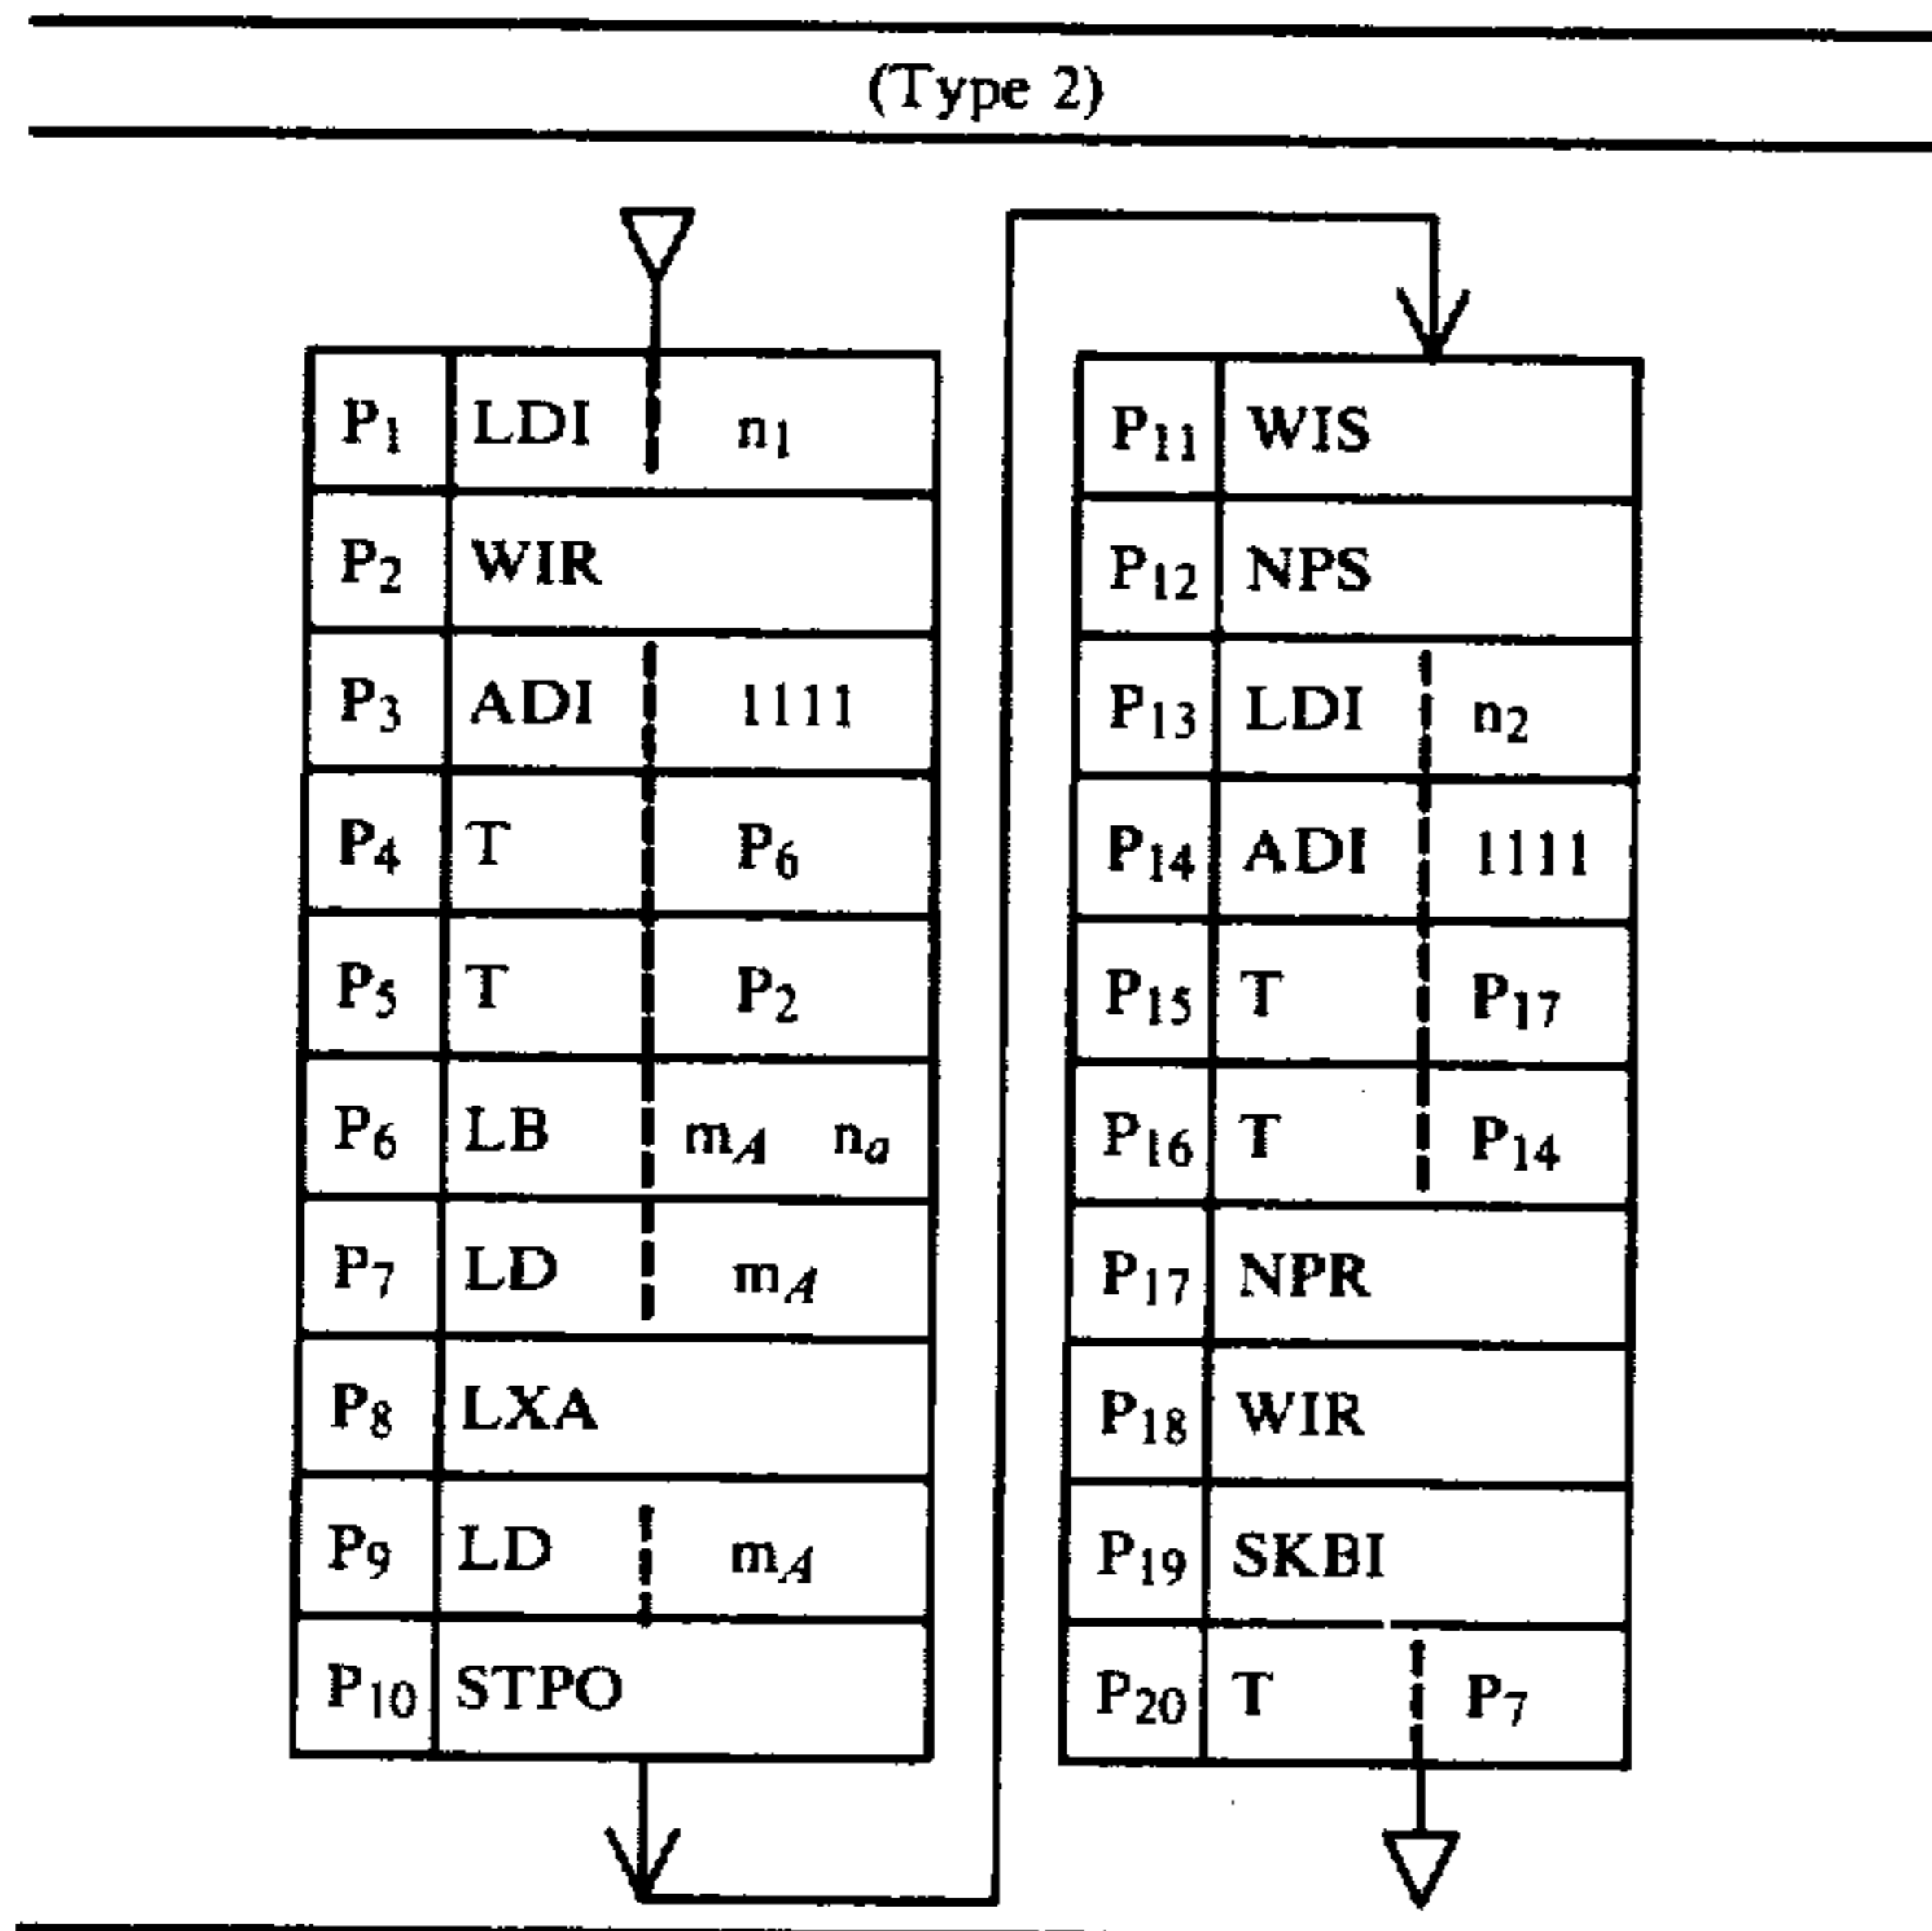 (Type 2)
P1 LDI n1
P2 WIR
P3 ADI 1111
P4 T P6
P5 T P2
P6 LB mA na
P7 LD mA
P8 LXA
P9 LD mA
P10 STPO
P11 WIS
P12 NPS
P13 LDI n2
P14 ADI 1111
P15 T P17
P16 T P14
P17 NPR
P18 WIR
P19 SKBI
P20 T P7